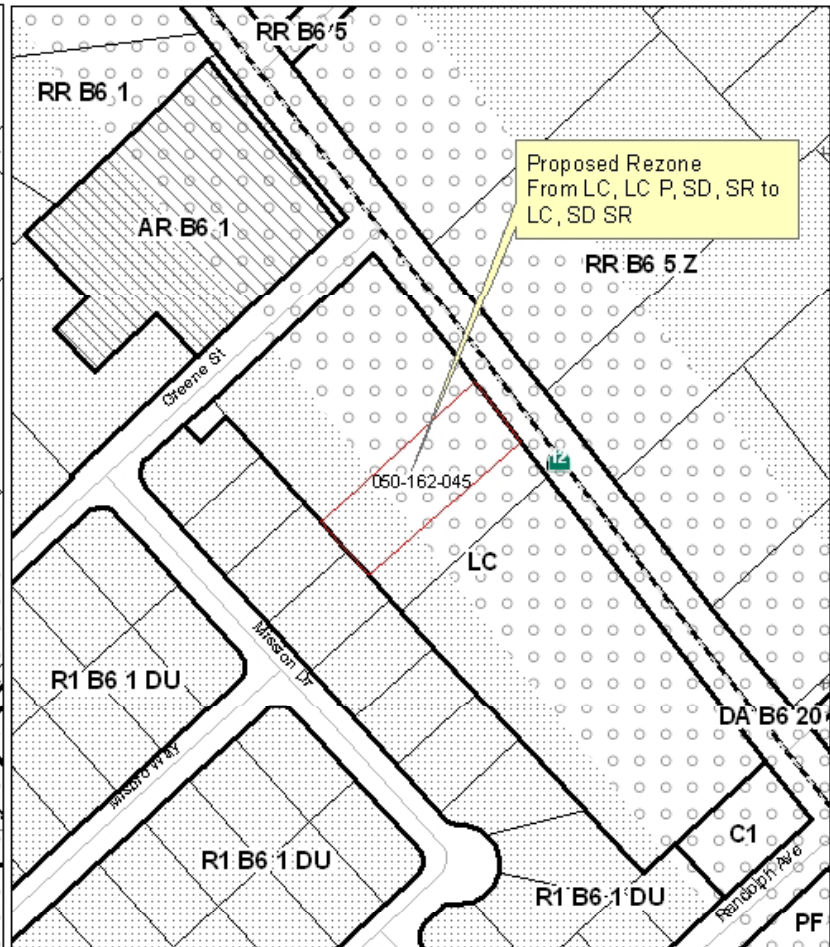 RR B6 5
RR B6 1
Proposed Rezone
From LC, LC P, SD, SR to
LC, SD SR
AR B6 1
RR B6 5 Z
Greene St
12
050-162-045
LC
Mission Dr
R1 B6 1 DU
DA B6 20
Way
R1 B6 1 DU
C1
R1 B6 1 DU
Randolph Ave
PF